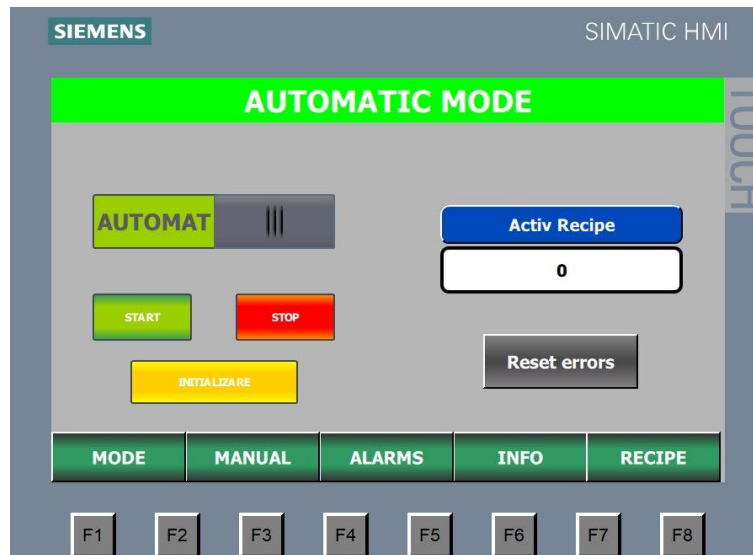 SIEMENS
SIMATIC HMI
TOUCH
AUTOMATIC MODE
AUTOMAT
Activ Recipe
0
START
STOP
INITIALIZARE
Reset errors
MODE
MANUAL
ALARMS
INFO
RECIPE
F1
F2
F3
F4
F5
F6
F7
F8